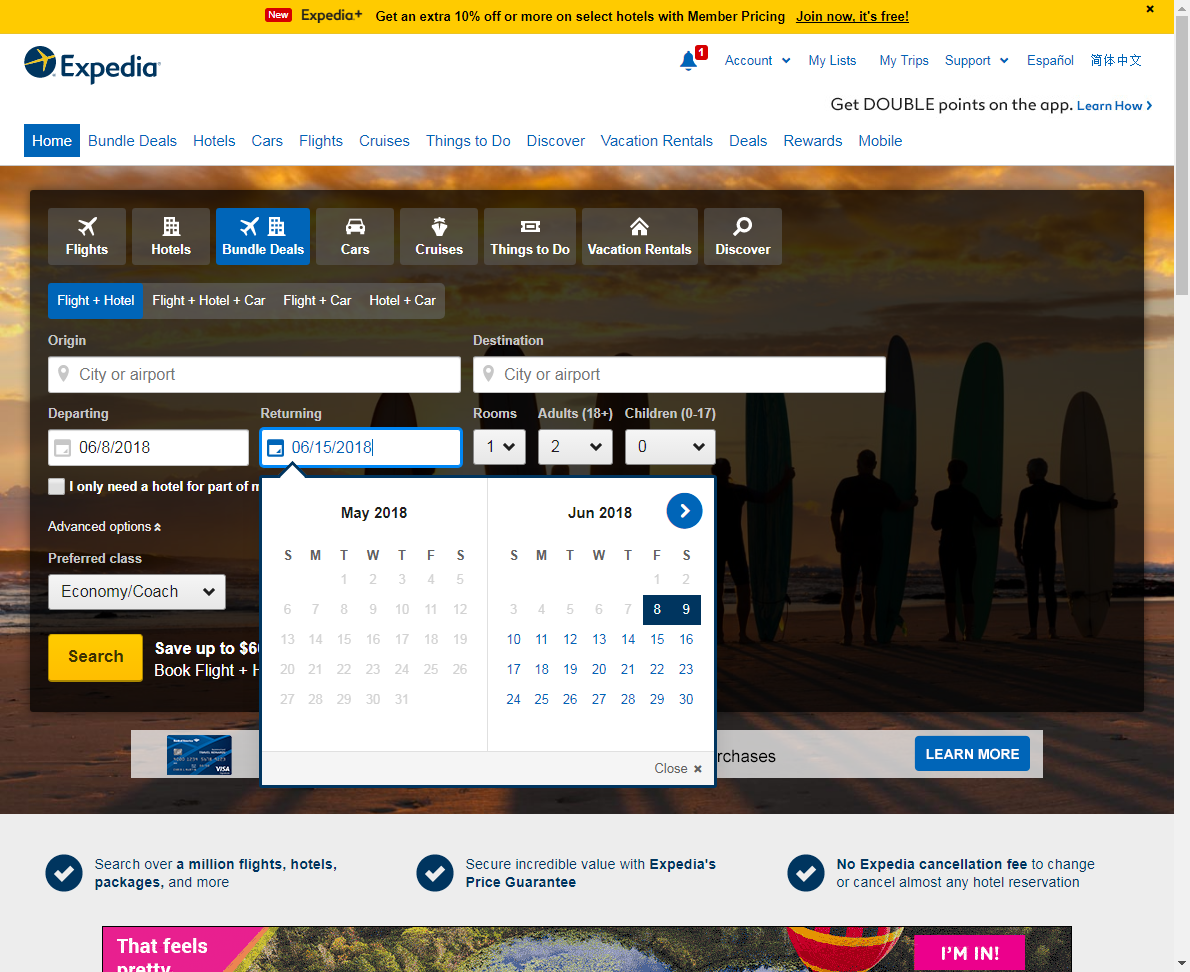 New Expedia+ Get an extra 10% off or more on select hotels with Member Pricing Join now, it's free! ×
Expedia
1 Account My Lists My Trips Support Español 简体中文
Get DOUBLE points on the app. Learn How ›
Home Bundle Deals Hotels Cars Flights Cruises Things to Do Discover Vacation Rentals Deals Rewards Mobile
Flights Hotels Bundle Deals Cars Cruises Things to Do Vacation Rentals Discover
Flight + Hotel Flight + Hotel + Car Flight + Car Hotel + Car
Origin Destination
City or airport City or airport
Departing Returning Rooms Adults (18+) Children (0-17)
06/8/2018 06/15/2018 1 2 0
I only need a hotel for part of m
May 2018 Jun 2018
Advanced options
S M T W T F S S M T W T F S
Preferred class
1 2 3 4 5 1 2
Economy/Coach
6 7 8 9 10 11 12 3 4 5 6 7 8 9
13 14 15 16 17 18 19 10 11 12 13 14 15 16
Search Save up to $6
Book Flight + H
20 21 22 23 24 25 26 17 18 19 20 21 22 23
27 28 29 30 31 24 25 26 27 28 29 30
Close ×
VISA rchases LEARN MORE
Search over a million flights, hotels,
packages, and more
Secure incredible value with Expedia's
Price Guarantee
No Expedia cancellation fee to change
or cancel almost any hotel reservation
That feels
pretty
I'M IN!